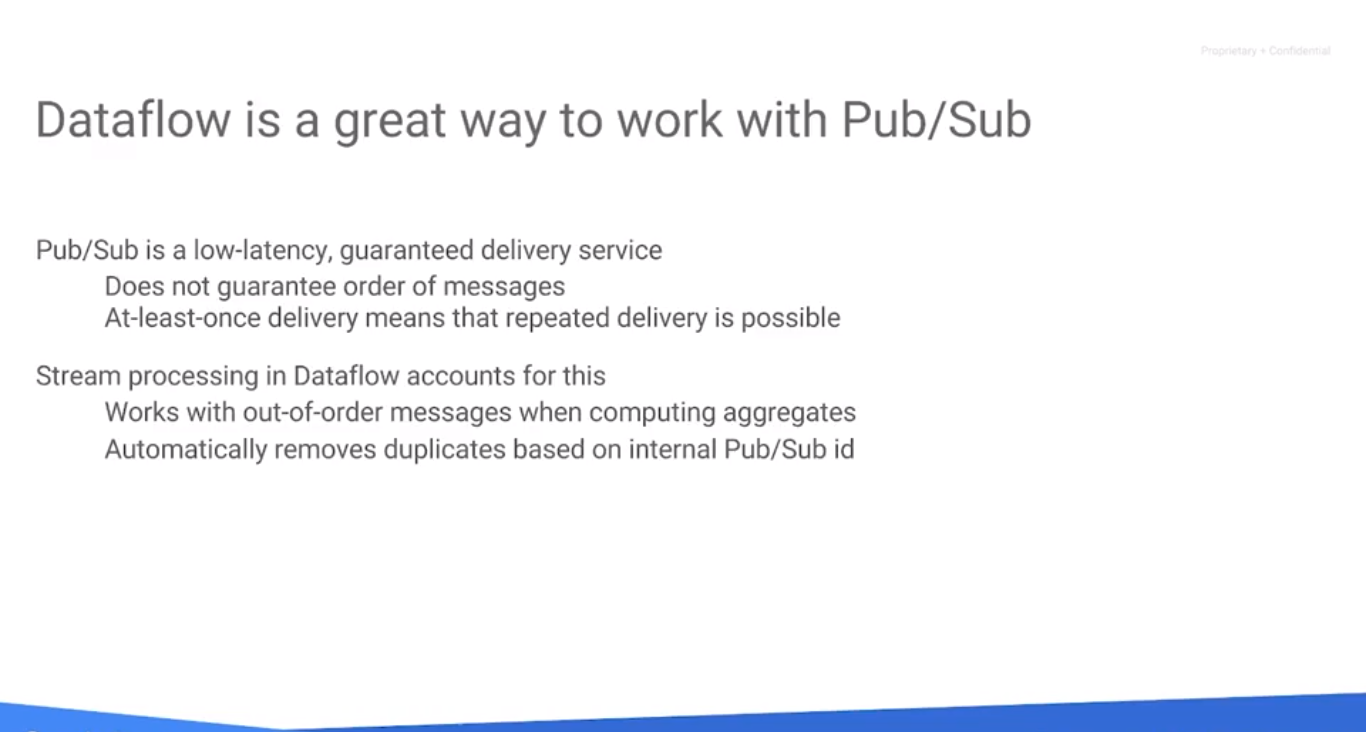 Proprietary + Confidential
Dataflow is a great way to work with Pub/Sub
Pub/Sub is a low-latency, guaranteed delivery service
Does not guarantee order of messages
At-least-once delivery means that repeated delivery is possible
Stream processing in Dataflow accounts for this
Works with out-of-order messages when computing aggregates
Automatically removes duplicates based on internal Pub/Sub id